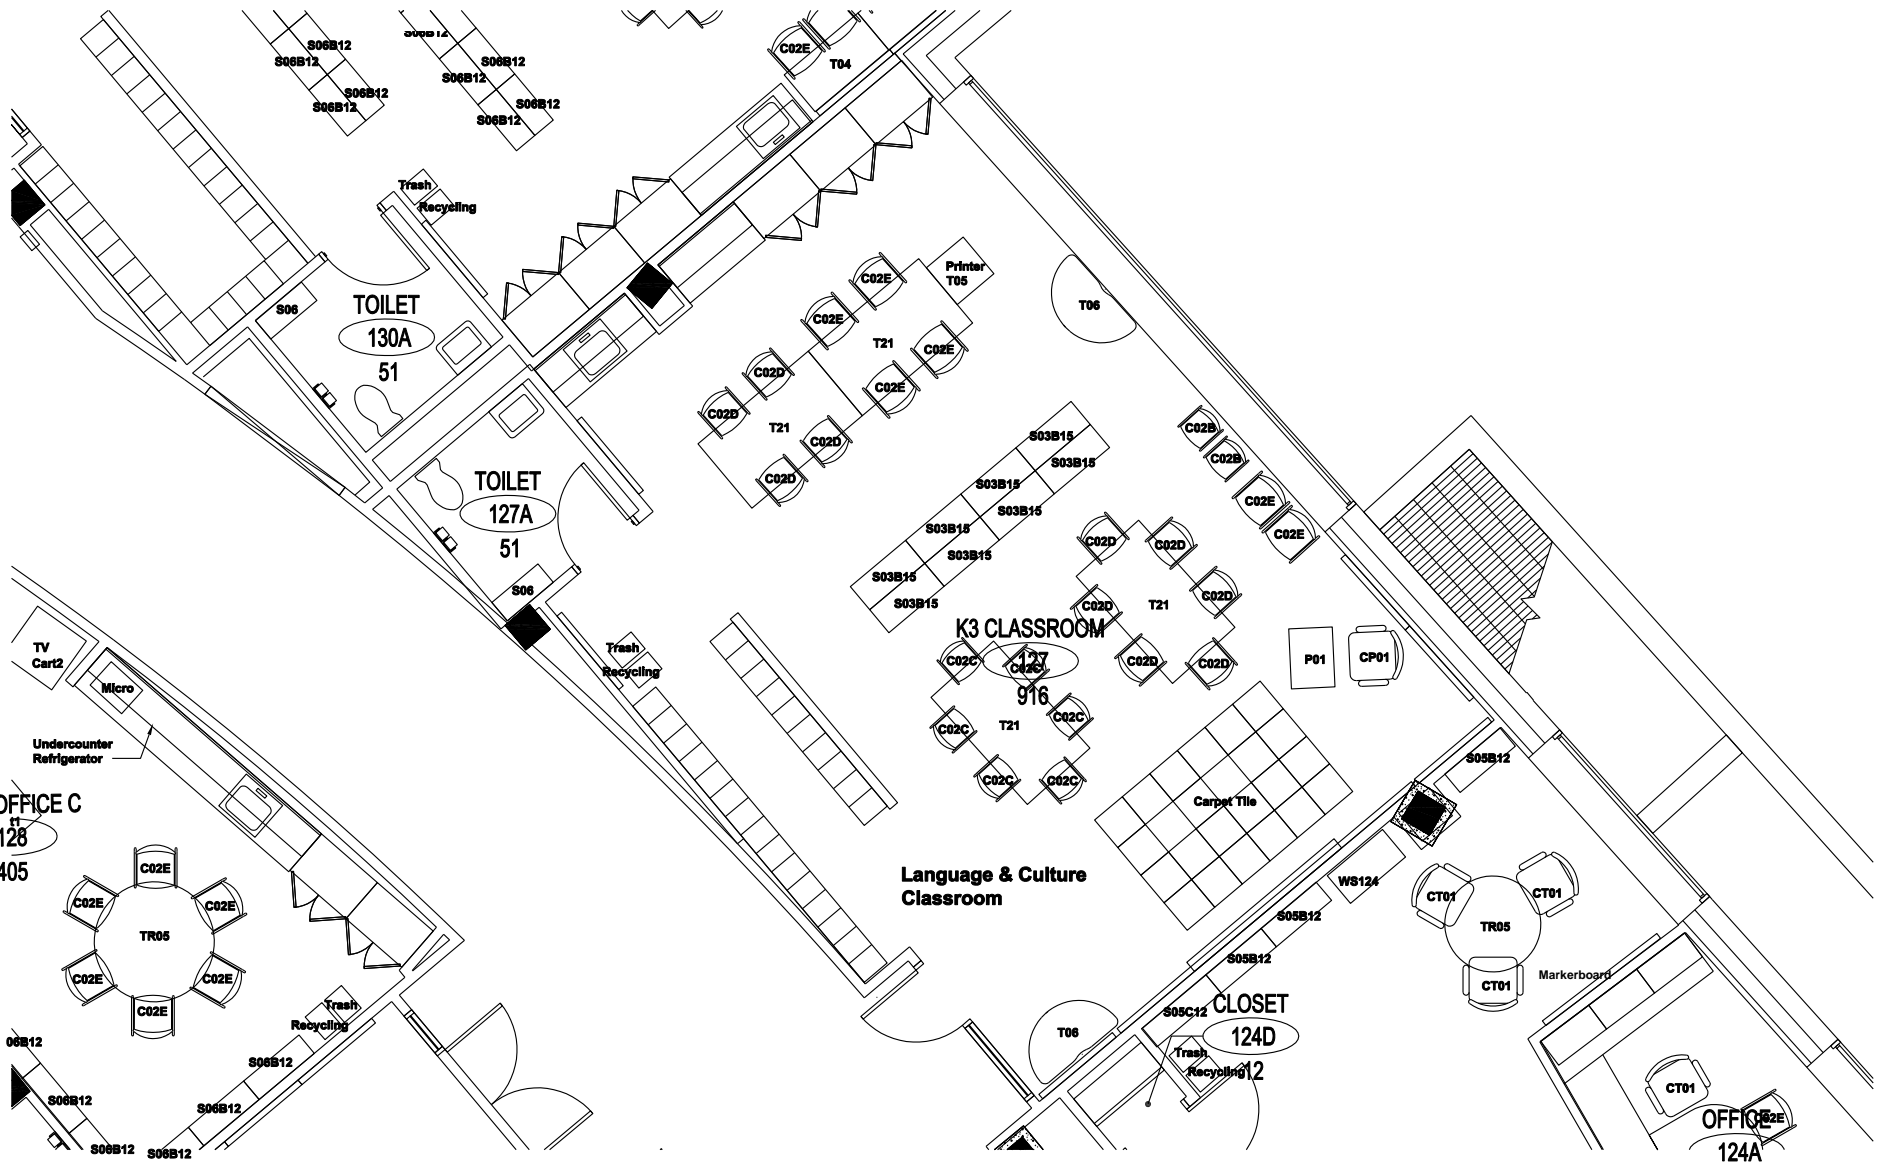 S06B12
S06B12
S06B12
S06B12
S06B12
S06B12
S06B12
S06B12
S06B12
C02E
T04
Trash
Recycling
S06
TOILET
130A
51
C02E
Printer
T05
T06
C02E
T21
C02E
C02D
C02E
C02D
T21
C02D
C02D
C02B
C02B
C02E
C02E
S03B15
S03B15
S03B15
S03B15
S03B15
S03B15
S03B15
S03B15
TOILET
127A
51
S06
C02D
C02D
C02D
C02D
T21
C02D
C02D
K3 CLASSROOM
127
916
C02C
C02C
C02C
C02C
T21
C02C
C02C
P01
CP01
Trash
Recycling
TV
Cart2
Micro
Undercounter
Refrigerator
OFFICE C
t1
128
405
C02E
C02E
C02E
TR05
C02E
C02E
C02E
Carpet Tile
S05B12
Language & Culture
Classroom
WS124
S05B12
S05B12
S05C12
CT01
CT01
TR05
CT01
Markerboard
T06
CLOSET
124D
12
Trash
Recycling
Trash
Recycling
06B12
S06B12
S06B12
S06B12
S06B12
S06B12
CT01
C02E
OFFICE
124A